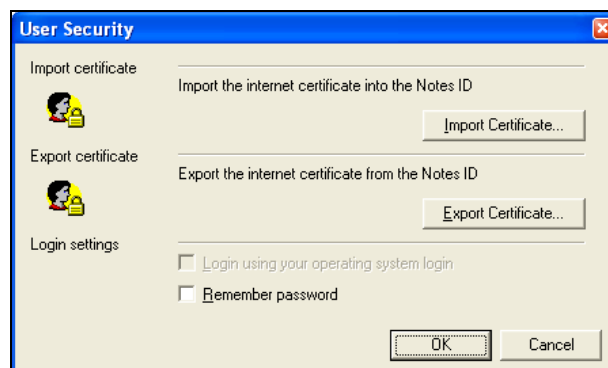 User Security
Import certificate
Import the internet certificate into the Notes ID
Import Certificate...
Export certificate
Export the internet certificate from the Notes ID
Export Certificate...
Login settings
Login using your operating system login
Remember password
OK Cancel